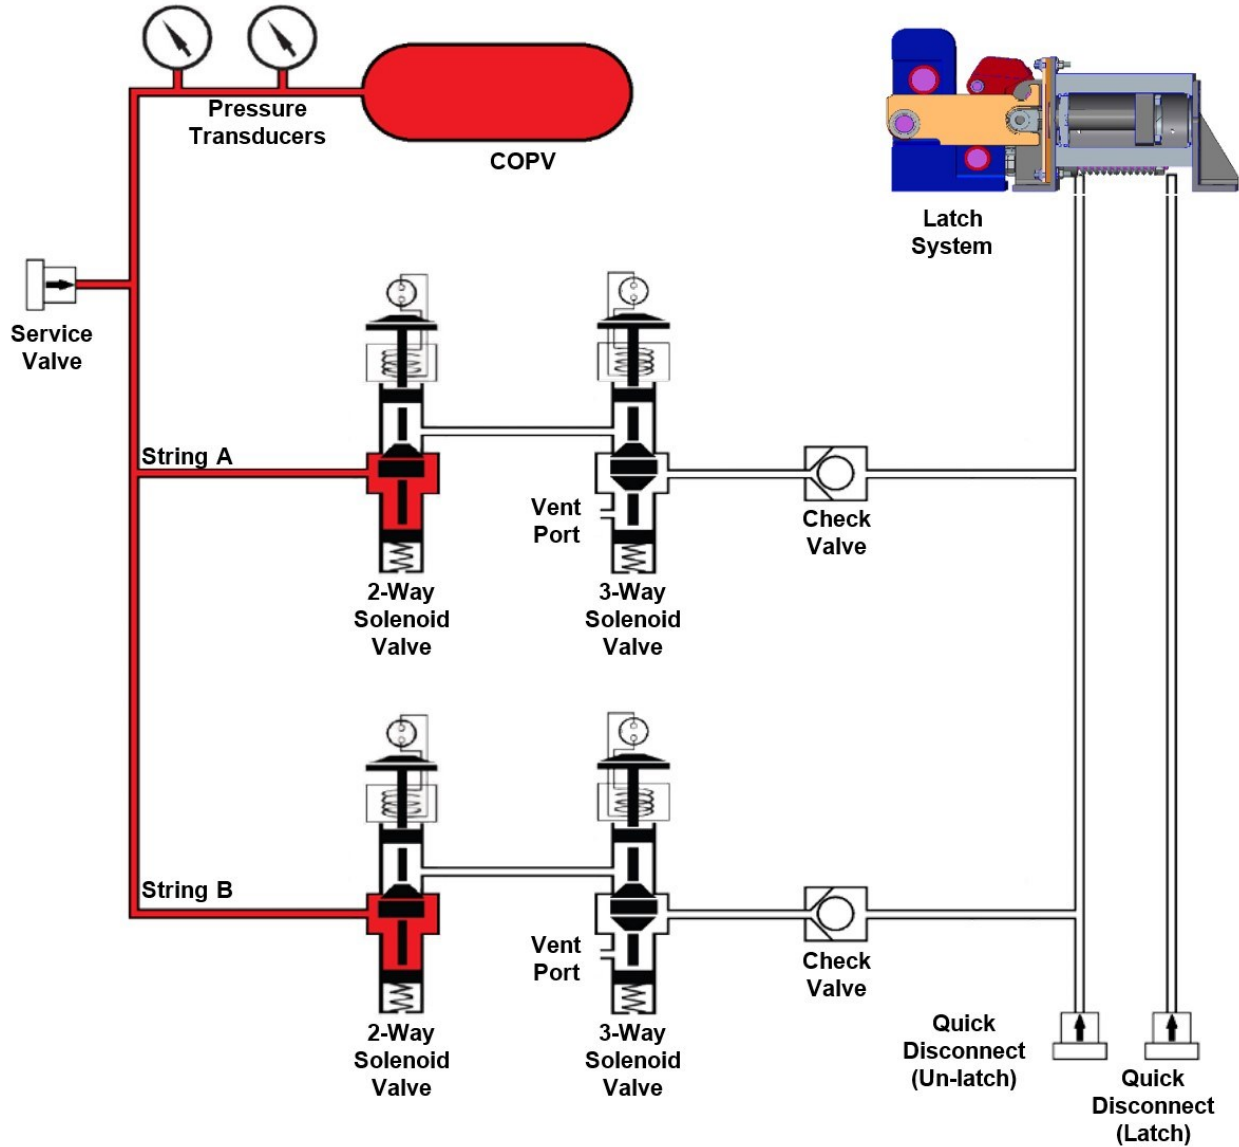 Pressure
Transducers
COPV
Latch
System
Service
Valve
String A
Vent
Port
Check
Valve
2-Way
Solenoid
Valve
3-Way
Solenoid
Valve
String B
Vent
Port
Check
Valve
2-Way
Solenoid
Valve
3-Way
Solenoid
Valve
Quick
Disconnect
(Un-latch)
Quick
Disconnect
(Latch)